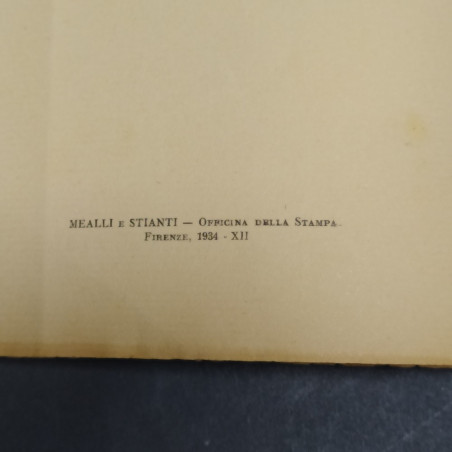 MEALLI E STIANTI — OFFICINA DELLA STAMPA.
FIRENZE, 1934 - XII